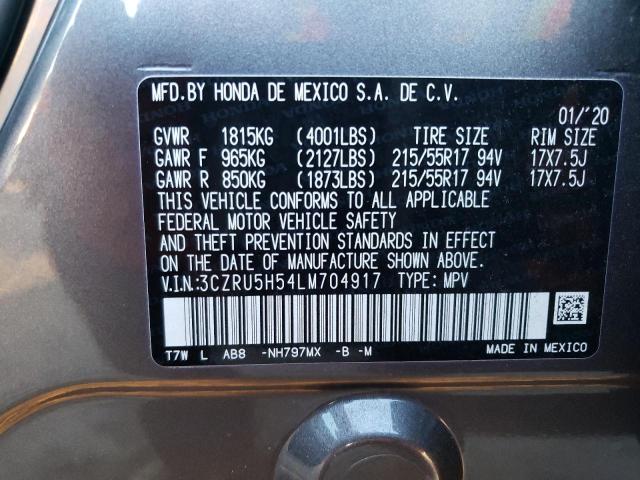 MFD.BY HONDA DE MEXICO S.A. DE C.V.
01/'20
GVWR 1815KG (4001LBS) TIRE SIZE RIM SIZE
GAWR F 965KG (2127LBS) 215/55R17 94V 17X7.5J
GAWR R 850KG (1873LBS) 215/55R17 94V 17X7.5J
THIS VEHICLE CONFORMS TO ALL APPLICABLE
FEDERAL MOTOR VEHICLE SAFETY
AND THEFT PREVENTION STANDARDS IN EFFECT
ON THE DATE OF MANUFACTURE SHOWN ABOVE.
V.I.N:3CZRU5H54LM704917 TYPE: MPV
T7W L AB8 -NH797MX -B -M MADE IN MEXICO